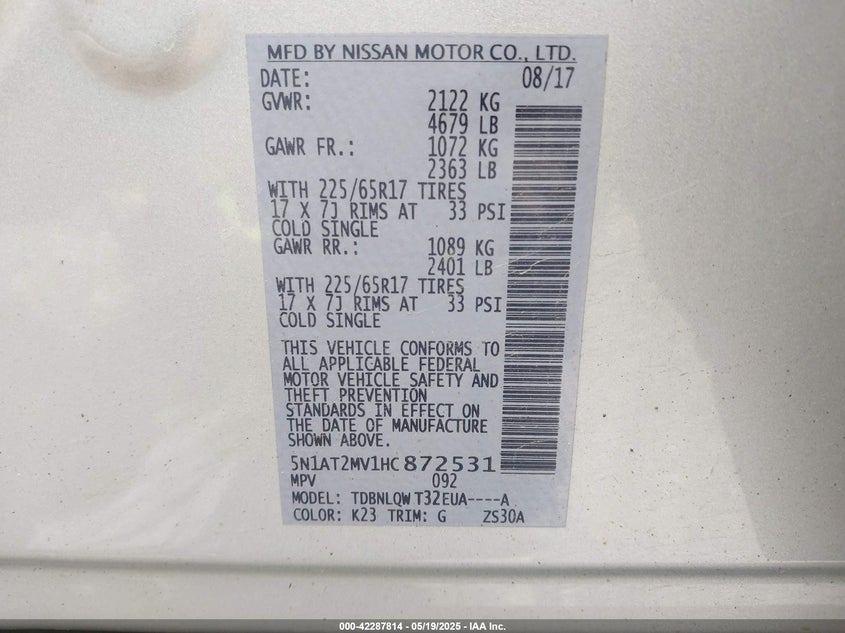 MFD BY NISSAN MOTOR CO., LTD.
DATE: 08/17
GVWR: 2122 KG
4679 LB
GAWR FR.: 1072 KG
2363 LB
WITH 225/65R17 TIRES
17 X 7J RIMS AT 33 PSI
COLD SINGLE
GAWR RR.: 1089 KG
2401 LB
WITH 225/65R17 TIRES
17 X 7J RIMS AT 33 PSI
COLD SINGLE
THIS VEHICLE CONFORMS TO
ALL APPLICABLE FEDERAL
MOTOR VEHICLE SAFETY AND
THEFT PREVENTION
STANDARDS IN EFFECT ON
THE DATE OF MANUFACTURE
SHOWN ABOVE.
5N1AT2MV1HC872531
MPV 092
MODEL: TDBNLQW T32EUA----A
COLOR: K23 TRIM: G ZS30A
000-42287814 - 05/19/2025 - IAA Inc.